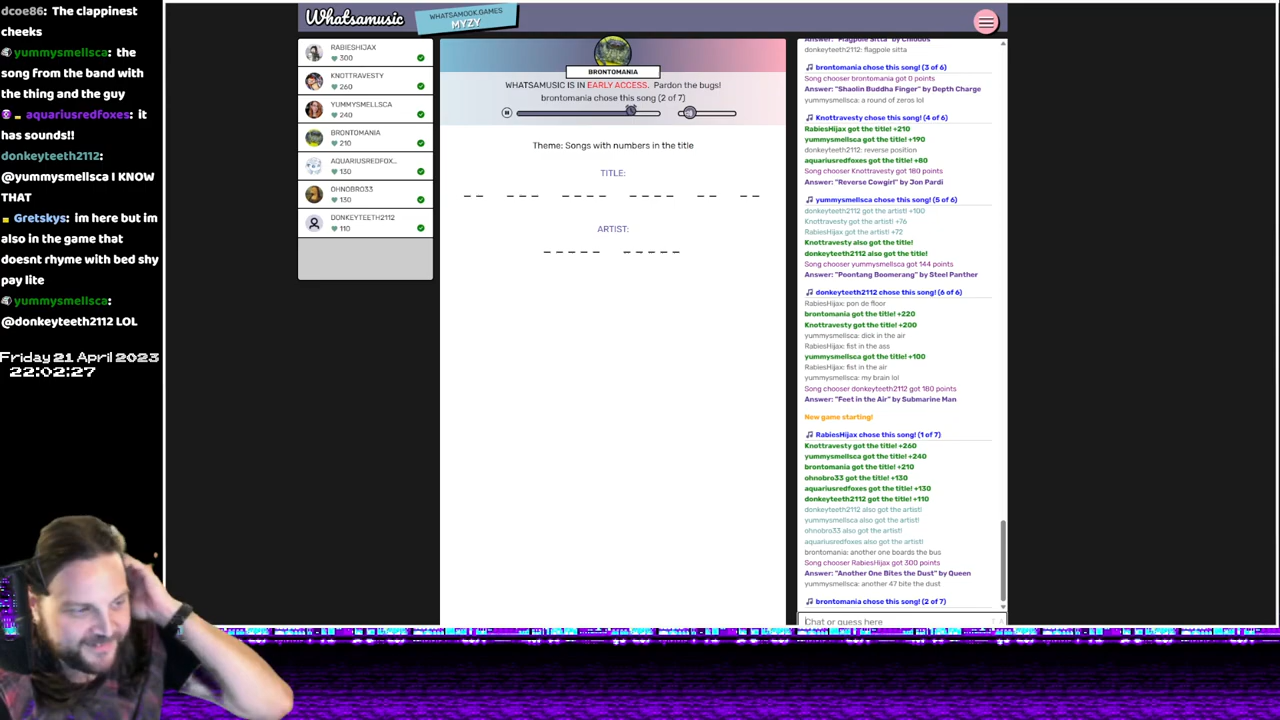 dcoe86: The clappinest
cheeks
yummysmellsca: the
song from the band with
the thing and the guy
aquariusredfoxes: it
has sounds!!
donkeyteeth2112:
@yummysmellsca I KNOW
THAT
Gretskys: im here but im
also in the game that
doesnt rhyme with bowshy
pay like
yummysmellsca:
@donkeyteeth2112 haha
Friday 21 April 23
22:02:27
Whatsamusic
WHATSAMOOK.GAMES
MYZY
RABIESHIJAX
300
KNOTTRAVESTY
260
YUMMYSMELLSCA
240
BRONTOMANIA
210
AQUARIUSREDFOX...
130
OHNOBRO33
130
DONKEYTEETH2112
110
BRONTOMANIA
WHATSAMUSIC IS IN EARLY ACCESS. Pardon the bugs!
brontomania chose this song (2 of 7)
Theme: Songs with numbers in the title
TITLE:
_ _ _ _ _ _ _ _ _ _ _ _ _ _ _ _ _
ARTIST:
_ _ _ _ _ _ _ _ _ _
Answer: "Flagpole Sitta" by
donkeyteeth2112: flagpole sitta
brontomania chose this song! (3 of 6)
Song chooser brontomania got 0 points
Answer: "Shaolin Buddha Finger" by Depth Charge
yummysmellsca: a round of zeros lol
Knottravesty chose this song! (4 of 6)
RabiesHijax got the title! +210
yummysmellsca got the title! +190
donkeyteeth2112: reverse position
aquariusredfoxes got the title! +80
Song chooser Knottravesty got 180 points
Answer: "Reverse Cowgirl" by Jon Pardi
yummysmellsca chose this song! (5 of 6)
donkeyteeth2112 got the artist! +100
Knottravesty got the artist! +76
RabiesHijax got the artist! +72
Knottravesty also got the title!
donkeyteeth2112 also got the title!
Song chooser yummysmellsca got 144 points
Answer: "Poontang Boomerang" by Steel Panther
donkeyteeth2112 chose this song! (6 of 6)
RabiesHijax: pon de floor
brontomania got the title! +220
Knottravesty got the title! +200
yummysmellsca: dick in the air
RabiesHijax: fist in the ass
yummysmellsca got the title! +100
RabiesHijax: fist in the air
yummysmellsca: my brain lol
Song chooser donkeyteeth2112 got 180 points
Answer: "Feet in the Air" by Submarine Man
New game starting!
RabiesHijax chose this song! (1 of 7)
Knottravesty got the title! +260
yummysmellsca got the title! +240
brontomania got the title! +210
ohnobro33 got the title! +130
aquariusredfoxes got the title! +130
donkeyteeth2112 got the title! +110
donkeyteeth2112 also got the artist!
yummysmellsca also got the artist!
ohnobro33 also got the artist!
aquariusredfoxes also got the artist!
brontomania: another one boards the bus
Song chooser RabiesHijax got 300 points
Answer: "Another One Bites the Dust" by Queen
yummysmellsca: another 47 bite the dust
brontomania chose this song! (2 of 7)
Chat or guess here